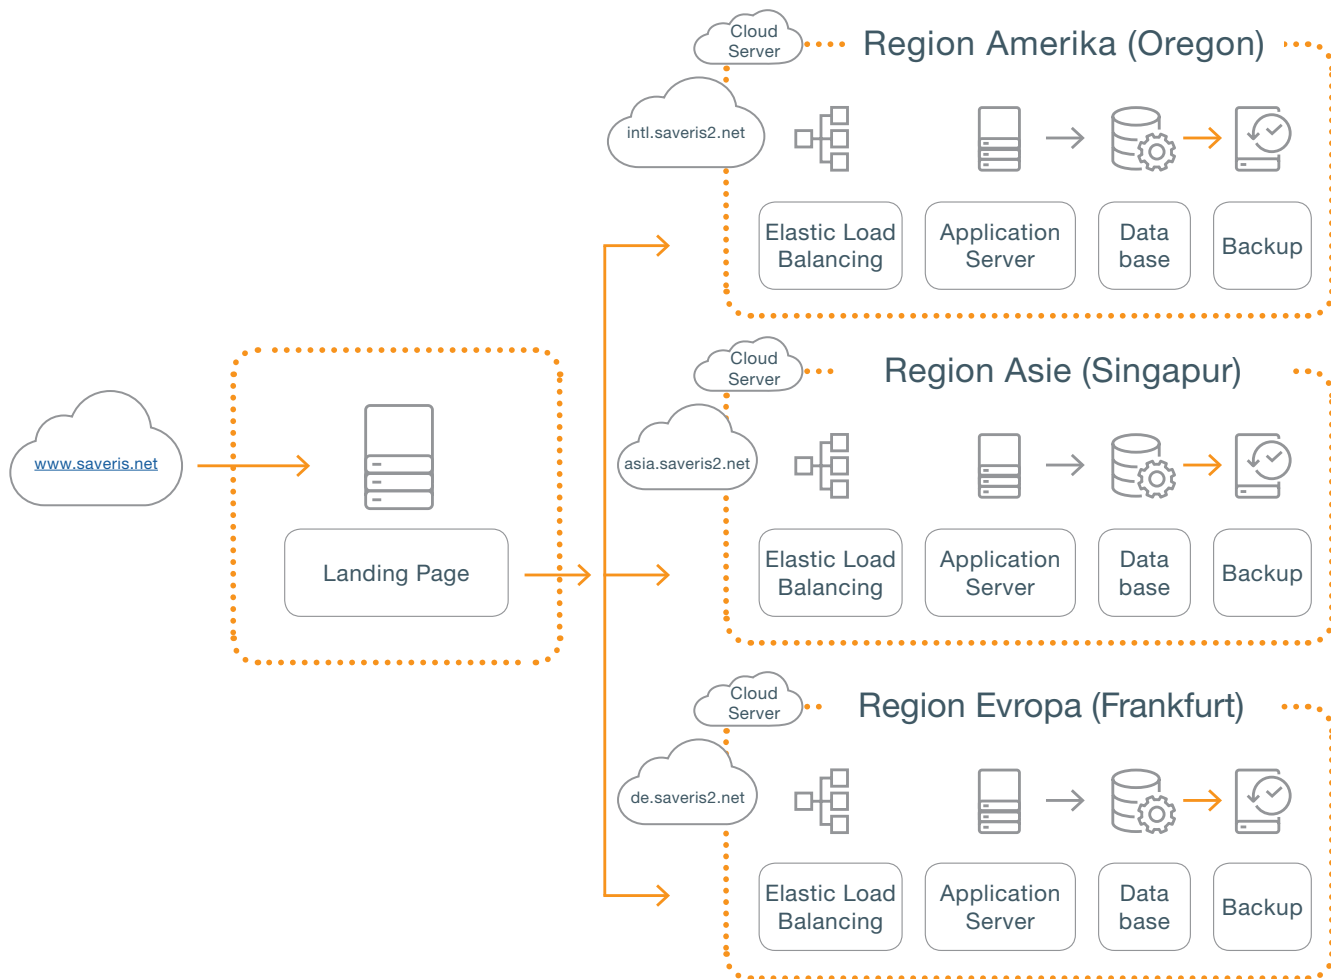 Cloud
Server
Region Amerika (Oregon)
intl.saveris2.net
Elastic Load
Balancing
Application
Server
Data
base
Backup
www.saveris.net
Landing Page
Cloud
Server
Region Asie (Singapur)
asia.saveris2.net
Elastic Load
Balancing
Application
Server
Data
base
Backup
Cloud
Server
Region Evropa (Frankfurt)
de.saveris2.net
Elastic Load
Balancing
Application
Server
Data
base
Backup